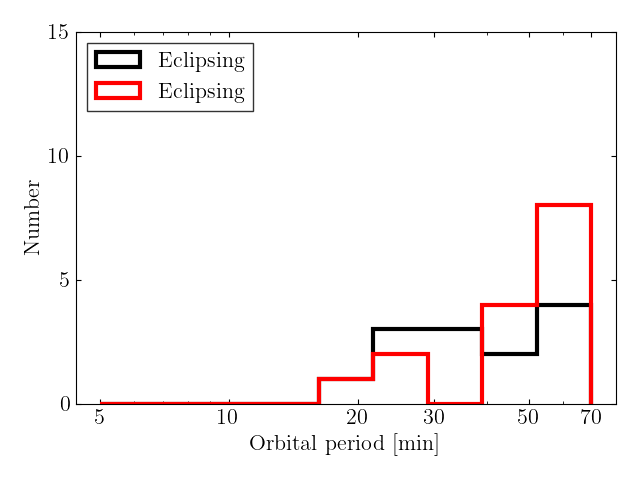 15
10
5
0
Number
Eclipsing
Eclipsing
5 10 20 30 50 70
Orbital period [min]